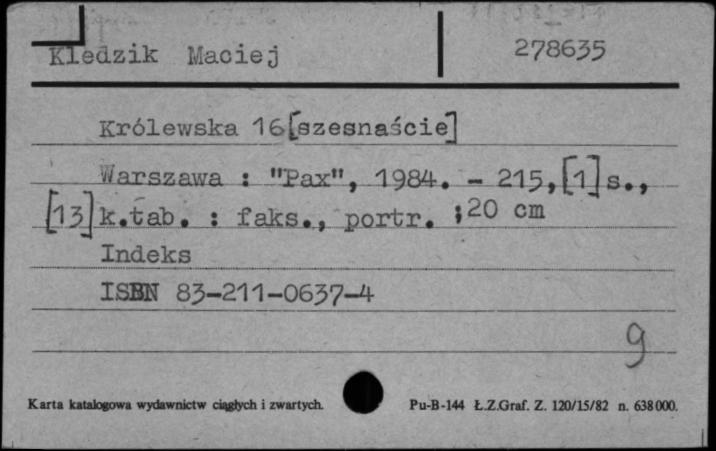 Kledzik Maciej 278635
Królewska 16[szesnaście]
Warszawa : "Pax", 1984. - 215,[1]s.,
[13]k.tab. : faks., portr. ;20 cm
Indeks
ISBN 83-211-0637-4
9
Karta katalogowa wydawnictw ciągłych i zwartych. Pu-B-144 Ł.Z.Graf. Z. 120/15/82 n. 638000.